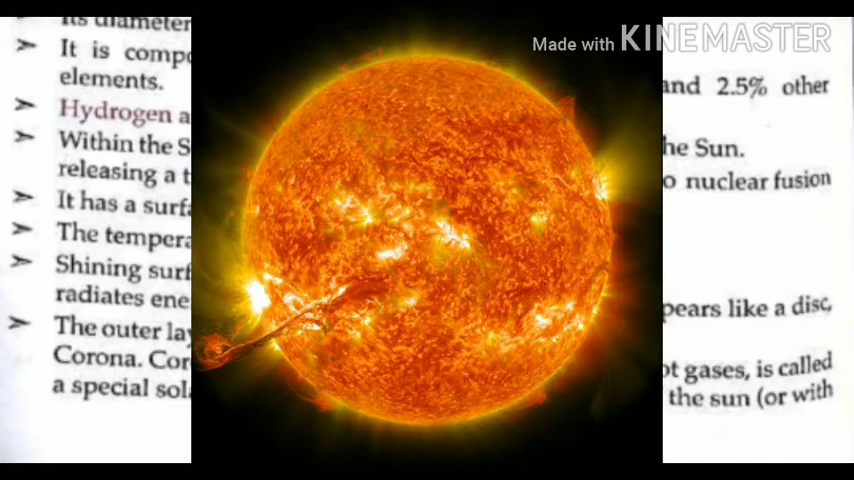 Made with KINEMASTER
Its diameter
It is comp
elements. and 2.5% other
Hydrogen a
Within the S he Sun.
releasing a t o nuclear fusion
It has a surfa
The tempera
Shining surf
radiates ene pears like a disc,
The outer lay
Corona. Cor ot gases, is called
a special sola the sun (or with